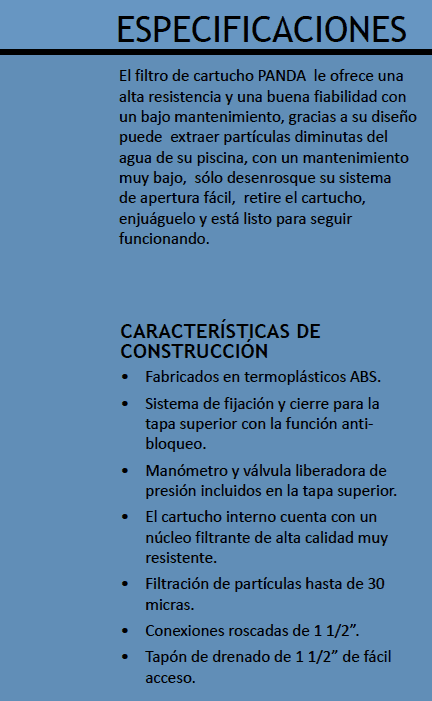 ESPECIFICACIONES
El filtro de cartucho PANDA  le ofrece una
alta resistencia y una buena fiabilidad con
un bajo mantenimiento, gracias a su diseño
puede  extraer partículas diminutas del
agua de su piscina, con un mantenimiento
muy bajo,  sólo desenrosque su sistema
de apertura fácil,  retire el cartucho,
enjuáguelo y está listo para seguir
funcionando.
CARACTERÍSTICAS DE
CONSTRUCCIÓN
• Fabricados en termoplásticos ABS.
• Sistema de fijación y cierre para la
tapa superior con la función anti-
bloqueo.
• Manómetro y válvula liberadora de
presión incluidos en la tapa superior.
• El cartucho interno cuenta con un
núcleo filtrante de alta calidad muy
resistente.
• Filtración de partículas hasta de 30
micras.
• Conexiones roscadas de 1 1/2”.
• Tapón de drenado de 1 1/2” de fácil
acceso.